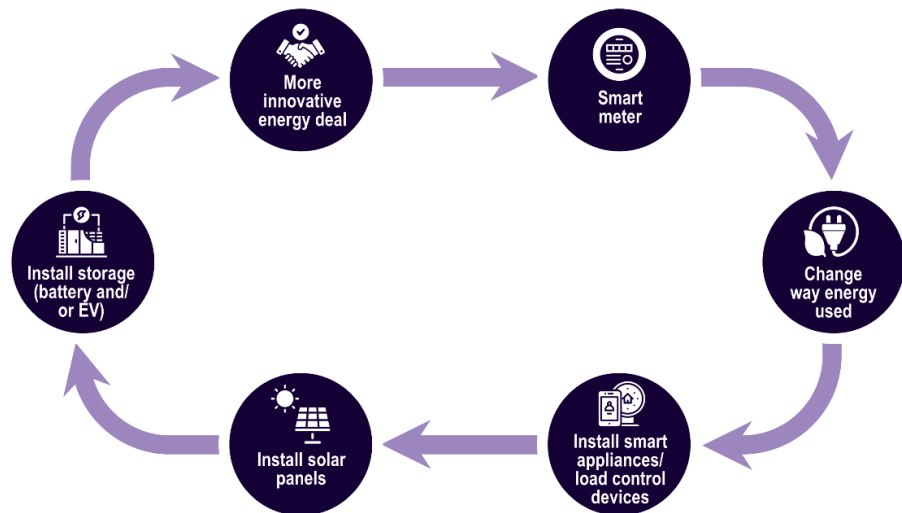 More
innovative
energy deal
Smart
meter
Change
way energy
used
Install smart
appliances/
load control
devices
Install solar
panels
Install storage
(battery and/
or EV)